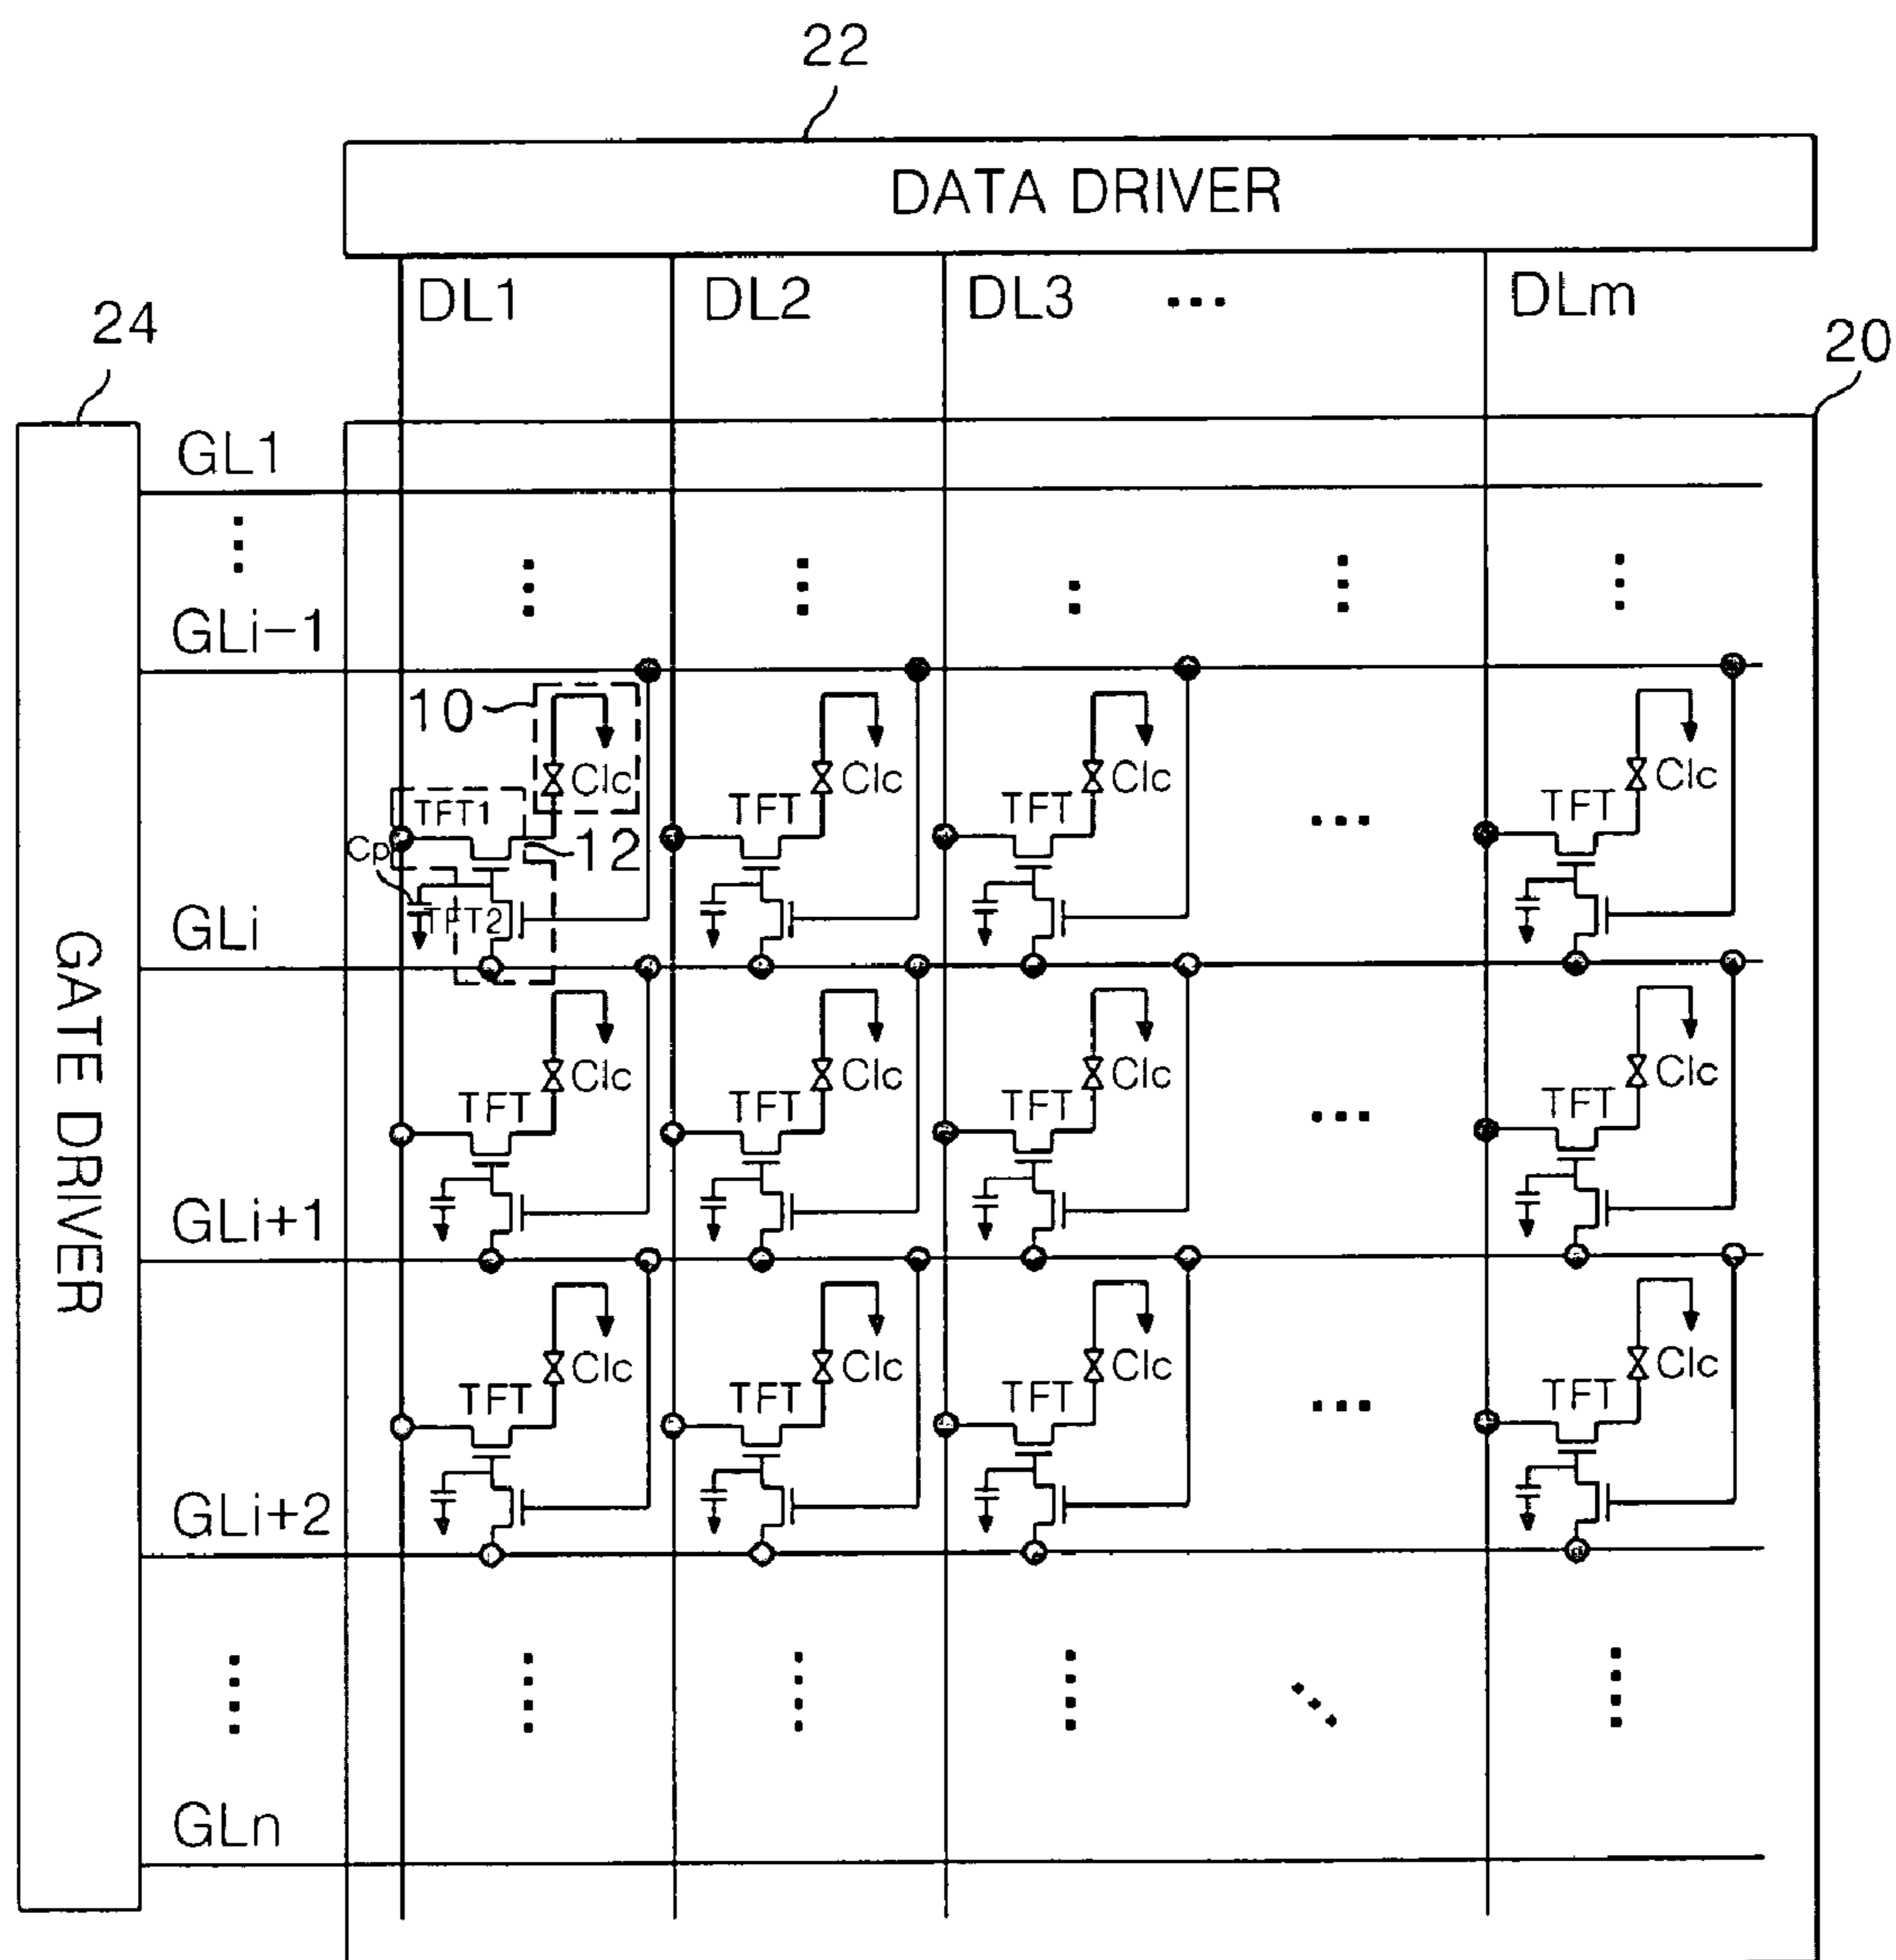 22
DATA DRIVER
DL1 DL2 DL3 ... DLm
24
20
GL1
GLi-1
10
Clc Clc Clc Clc
TFT1 TFT TFT TFT
Cp 12
TFT2
GLi
Clc Clc Clc Clc
TFT TFT TFT TFT
GLi+1
GATE DRIVER
Clc Clc Clc Clc
TFT TFT TFT TFT
GLi+2
GLn